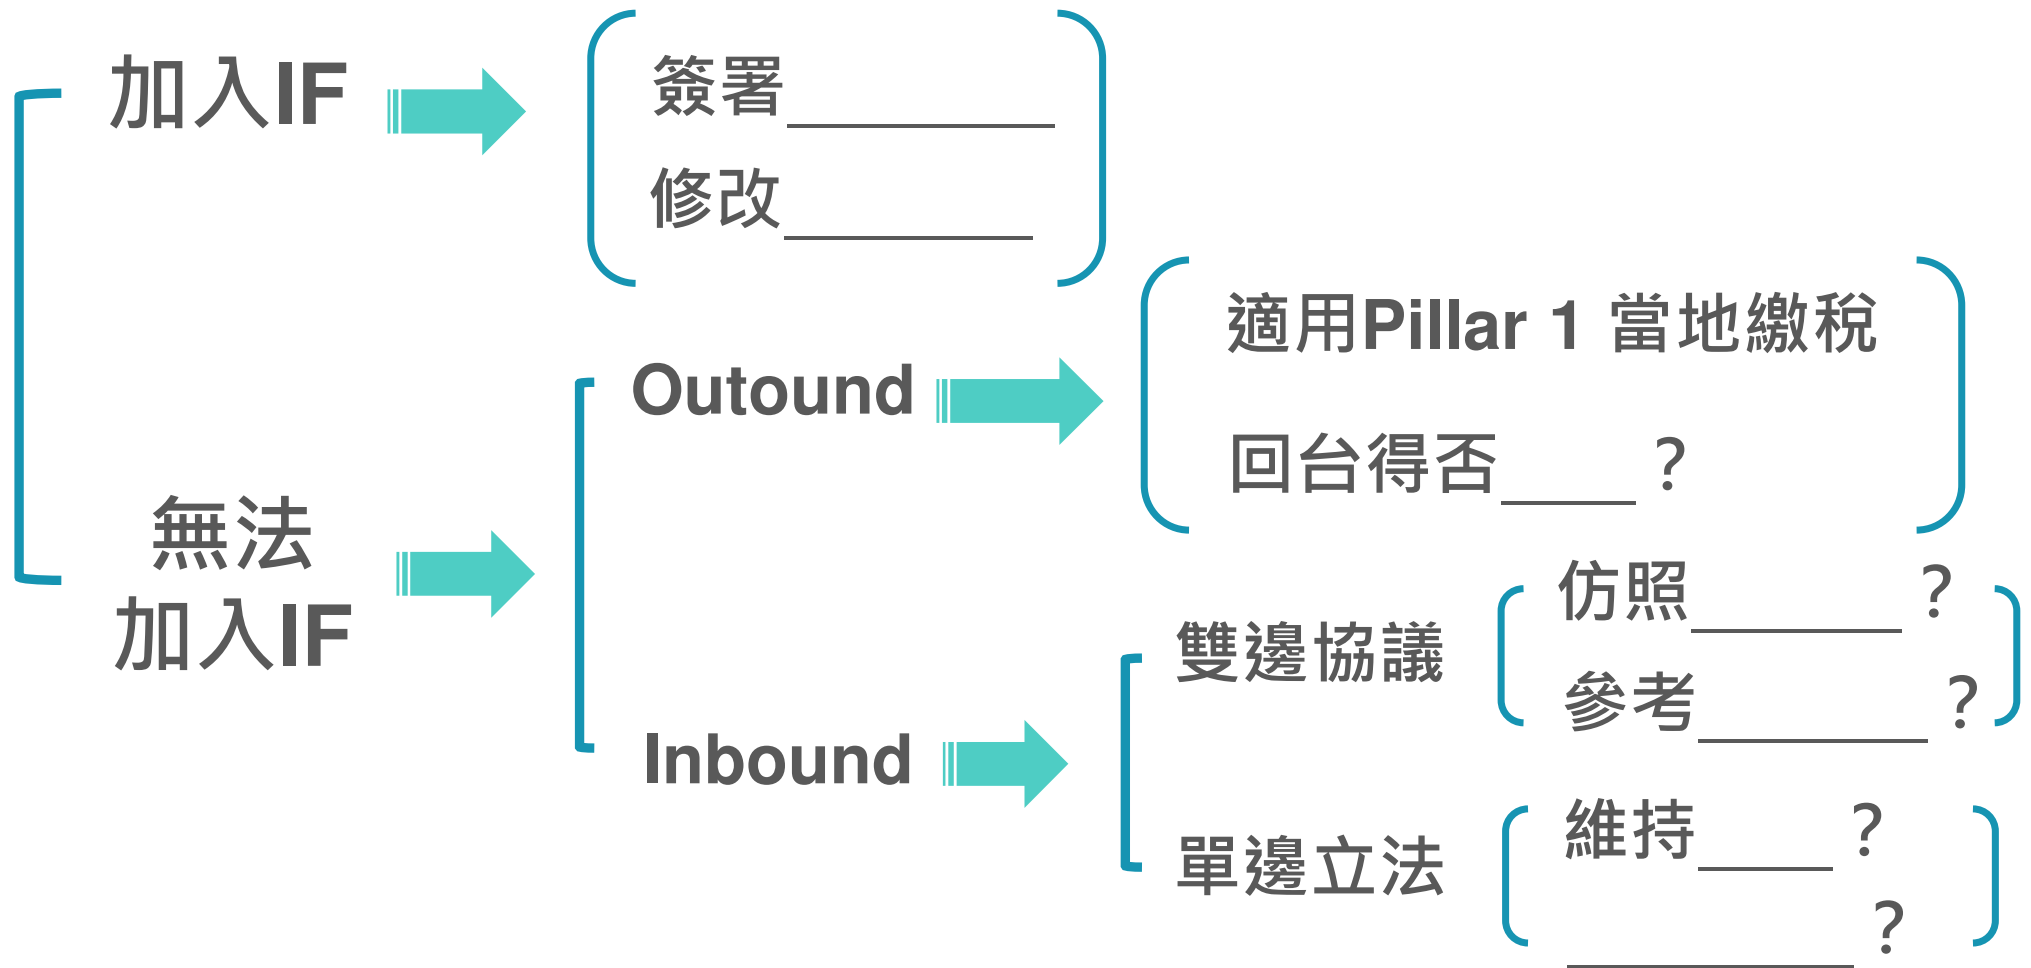 加入IF
簽署________
修改________
無法
加入IF
Outound
適用Pillar 1 當地繳稅
回台得否____？
Inbound
雙邊協議
仿照______？
參考______？
單邊立法
維持____？
________？